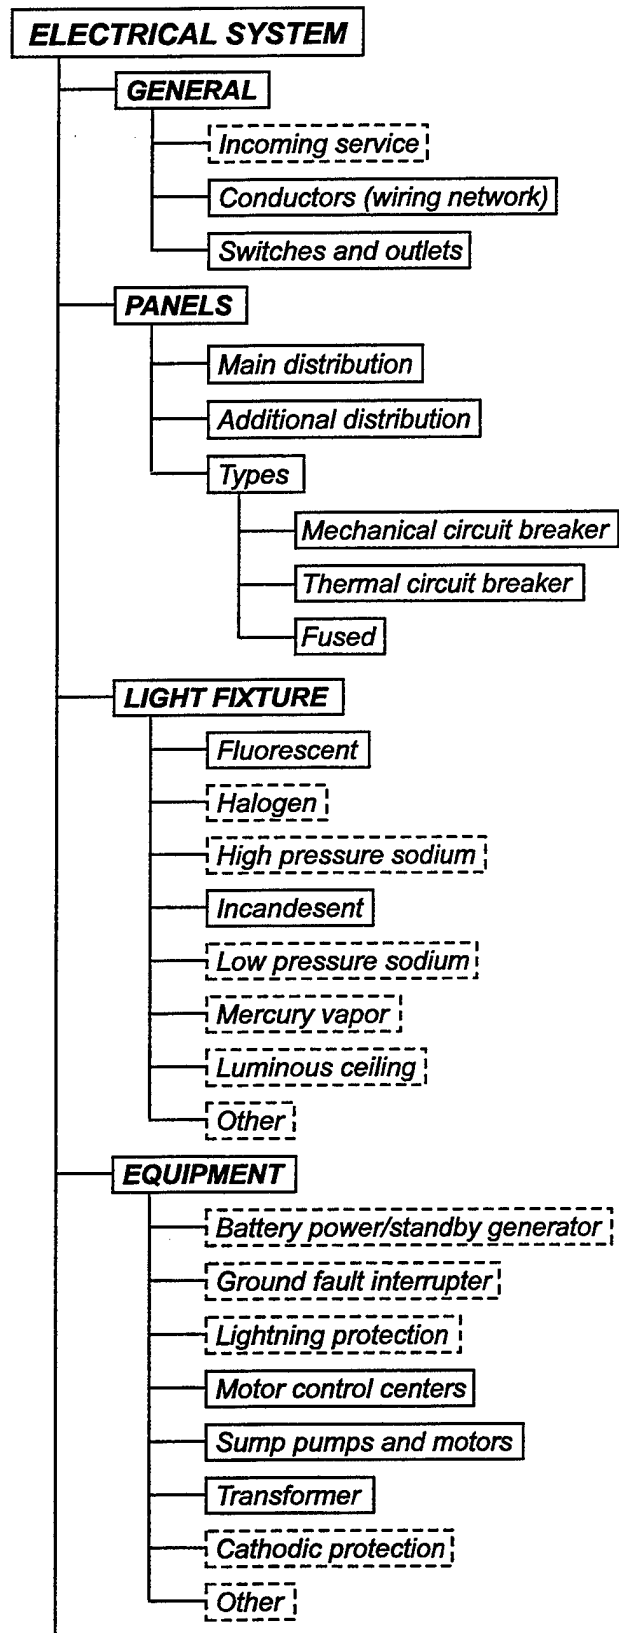 ELECTRICAL SYSTEM
GENERAL
Incoming service
Conductors (wiring network)
Switches and outlets
PANELS
Main distribution
Additional distribution
Types
Mechanical circuit breaker
Thermal circuit breaker
Fused
LIGHT FIXTURE
Fluorescent
Halogen
High pressure sodium
Incandesent
Low pressure sodium
Mercury vapor
Luminous ceiling
Other
EQUIPMENT
Battery power/standby generator
Ground fault interrupter
Lightning protection
Motor control centers
Sump pumps and motors
Transformer
Cathodic protection
Other